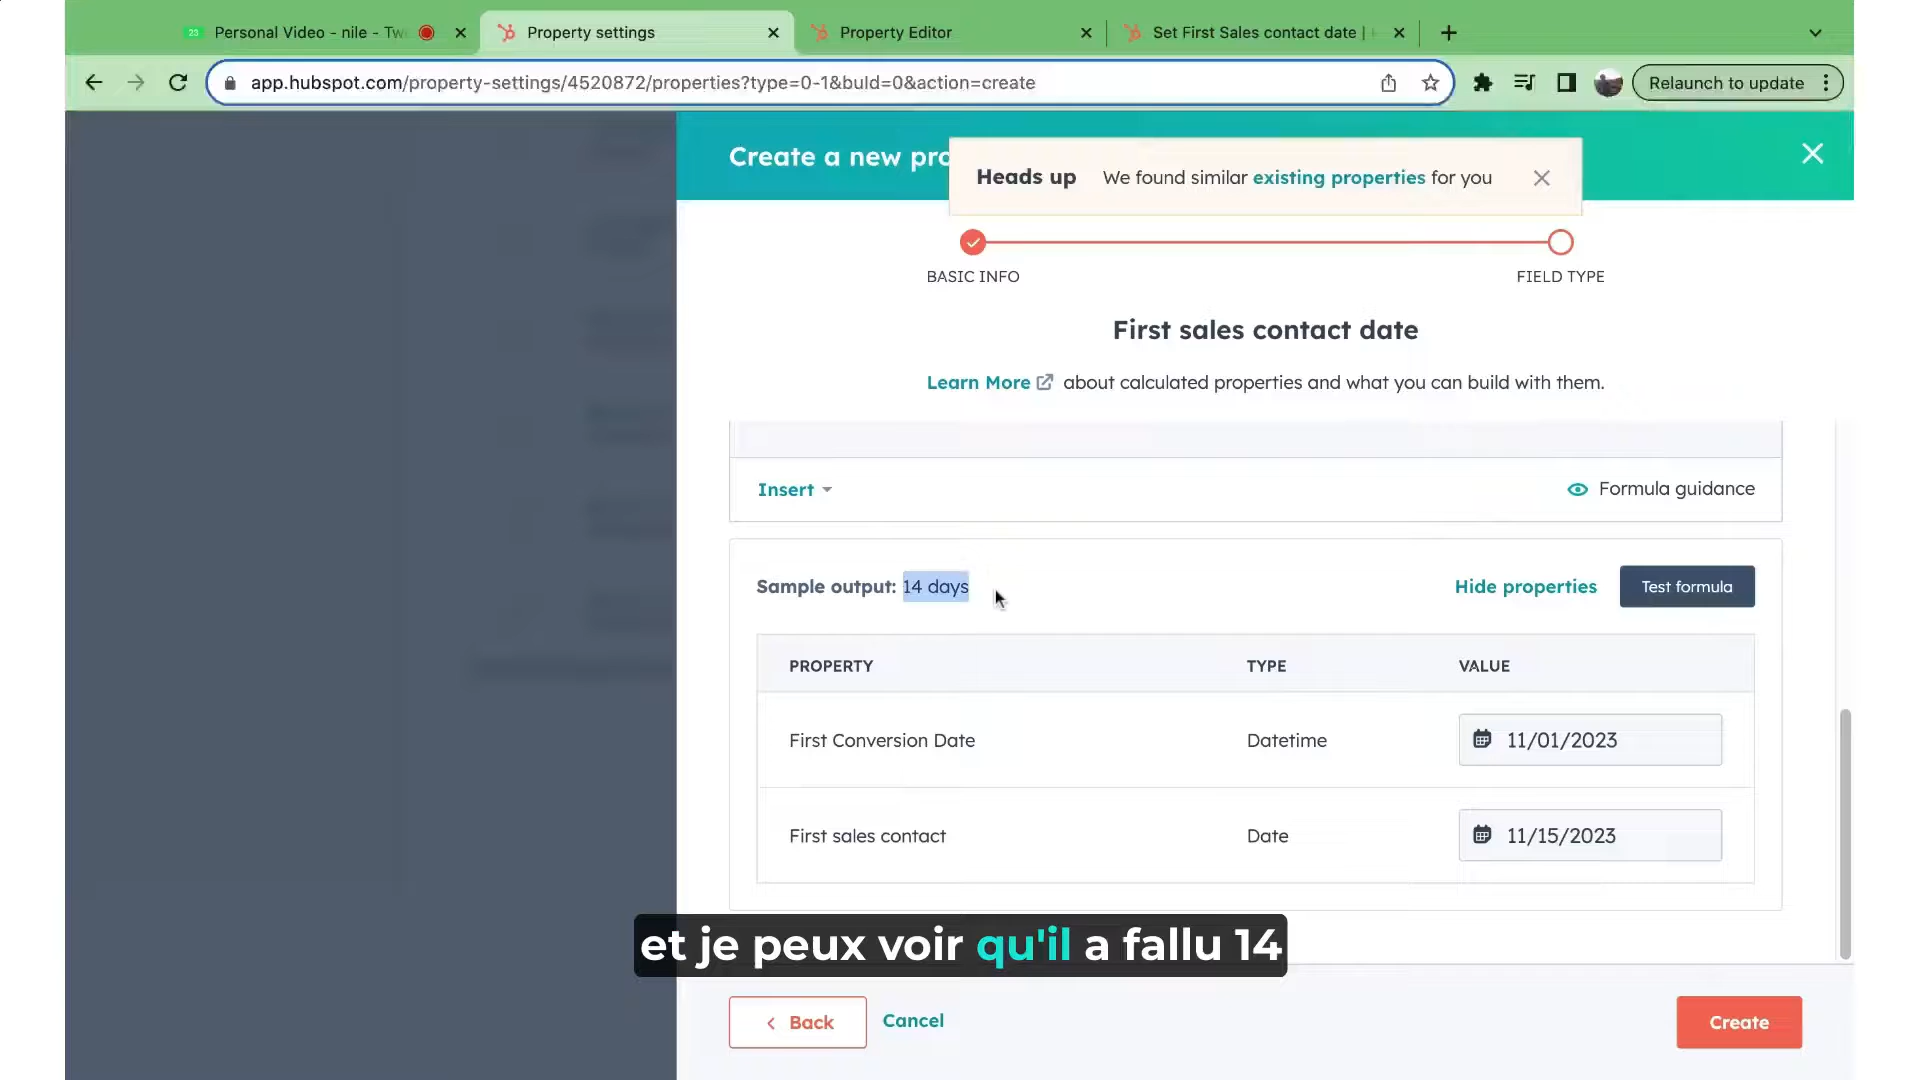 23 Personal Video - nile - Tw
Property settings
Property Editor
Set First Sales contact date |
app.hubspot.com/property-settings/4520872/properties?type=0-1&buId=0&action=create
Relaunch to update
Create a new pro
Heads up We found similar existing properties for you
BASIC INFO
FIELD TYPE
First sales contact date
Learn More about calculated properties and what you can build with them.
Insert
Formula guidance
Sample output: 14 days
Hide properties
Test formula
PROPERTY TYPE VALUE
First Conversion Date Datetime 11/01/2023
First sales contact Date 11/15/2023
et je peux voir qu'il a fallu 14
Back
Cancel
Create